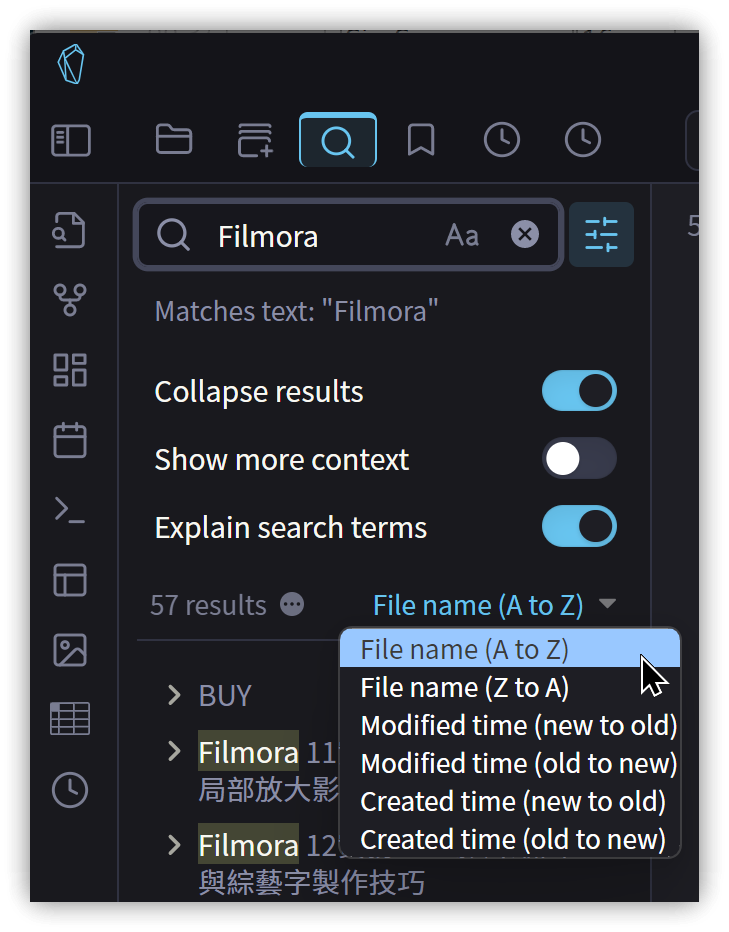 Filmora
Aa
5
Matches text: "Filmora"
Collapse results
Show more context
Explain search terms
57 results
File name (A to Z)
File name (A to Z)
File name (Z to A)
Modified time (new to old)
Modified time (old to new)
Created time (new to old)
Created time (old to new)
BUY
Filmora 11
局部放大影
Filmora 12
與綜藝字製作技巧